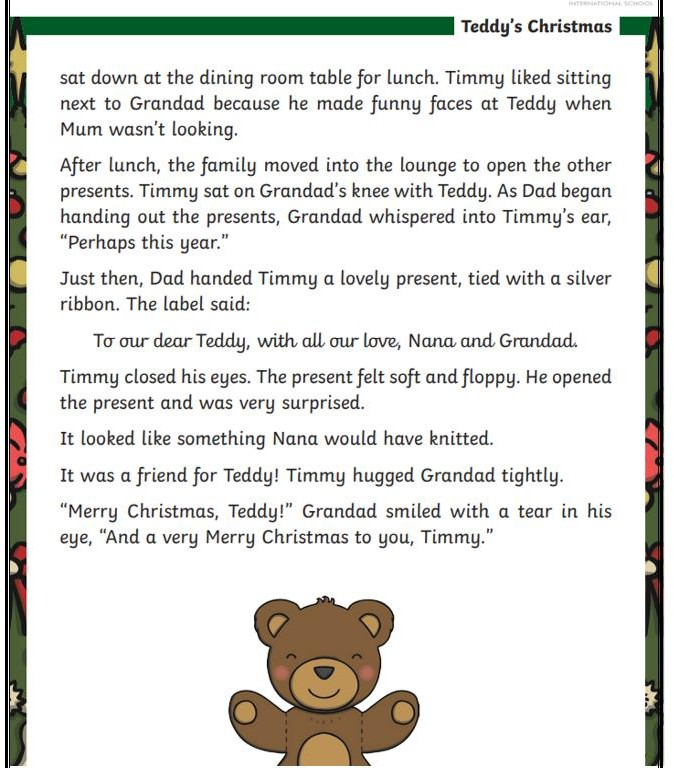 INTERNATIONAL SCHOOL
Teddy's Christmas
sat down at the dining room table for lunch. Timmy liked sitting
next to Grandad because he made funny faces at Teddy when
Mum wasn't looking.
After lunch, the family moved into the lounge to open the other
presents. Timmy sat on Grandad's knee with Teddy. As Dad began
handing out the presents, Grandad whispered into Timmy's ear,
“Perhaps this year.”
Just then, Dad handed Timmy a lovely present, tied with a silver
ribbon. The label said:
To our dear Teddy, with all our love, Nana and Grandad.
Timmy closed his eyes. The present felt soft and floppy. He opened
the present and was very surprised.
It looked like something Nana would have knitted.
It was a friend for Teddy! Timmy hugged Grandad tightly.
“Merry Christmas, Teddy!” Grandad smiled with a tear in his
eye, “And a very Merry Christmas to you, Timmy.”